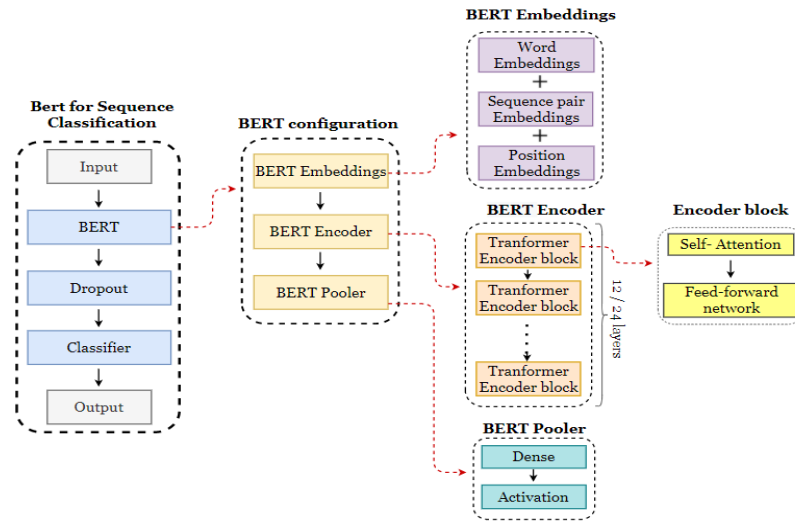 BERT Embeddings
Word
Embeddings
+
Sequence pair
Embeddings
+
Position
Embeddings
Bert for Sequence
Classification
Input
BERT
Dropout
Classifier
Output
BERT configuration
BERT Embeddings
BERT Encoder
BERT Pooler
BERT Encoder
Tranformer
Encoder block
Tranformer
Encoder block
Tranformer
Encoder block
12 / 24 layers
Encoder block
Self- Attention
Feed-forward
network
BERT Pooler
Dense
Activation